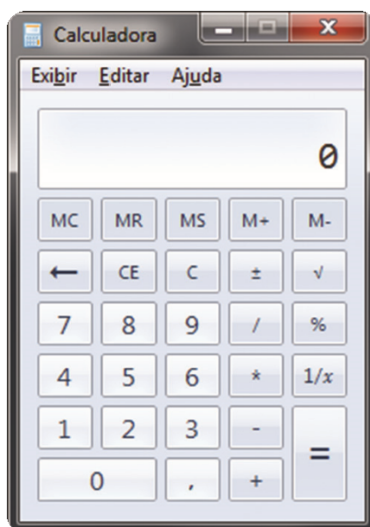 Calculadora
Exibir Editar Ajuda
0
MC MR MS M+ M-
← CE C ± √
7 8 9 / %
4 5 6 * 1/x
1 2 3 - =
0 , +